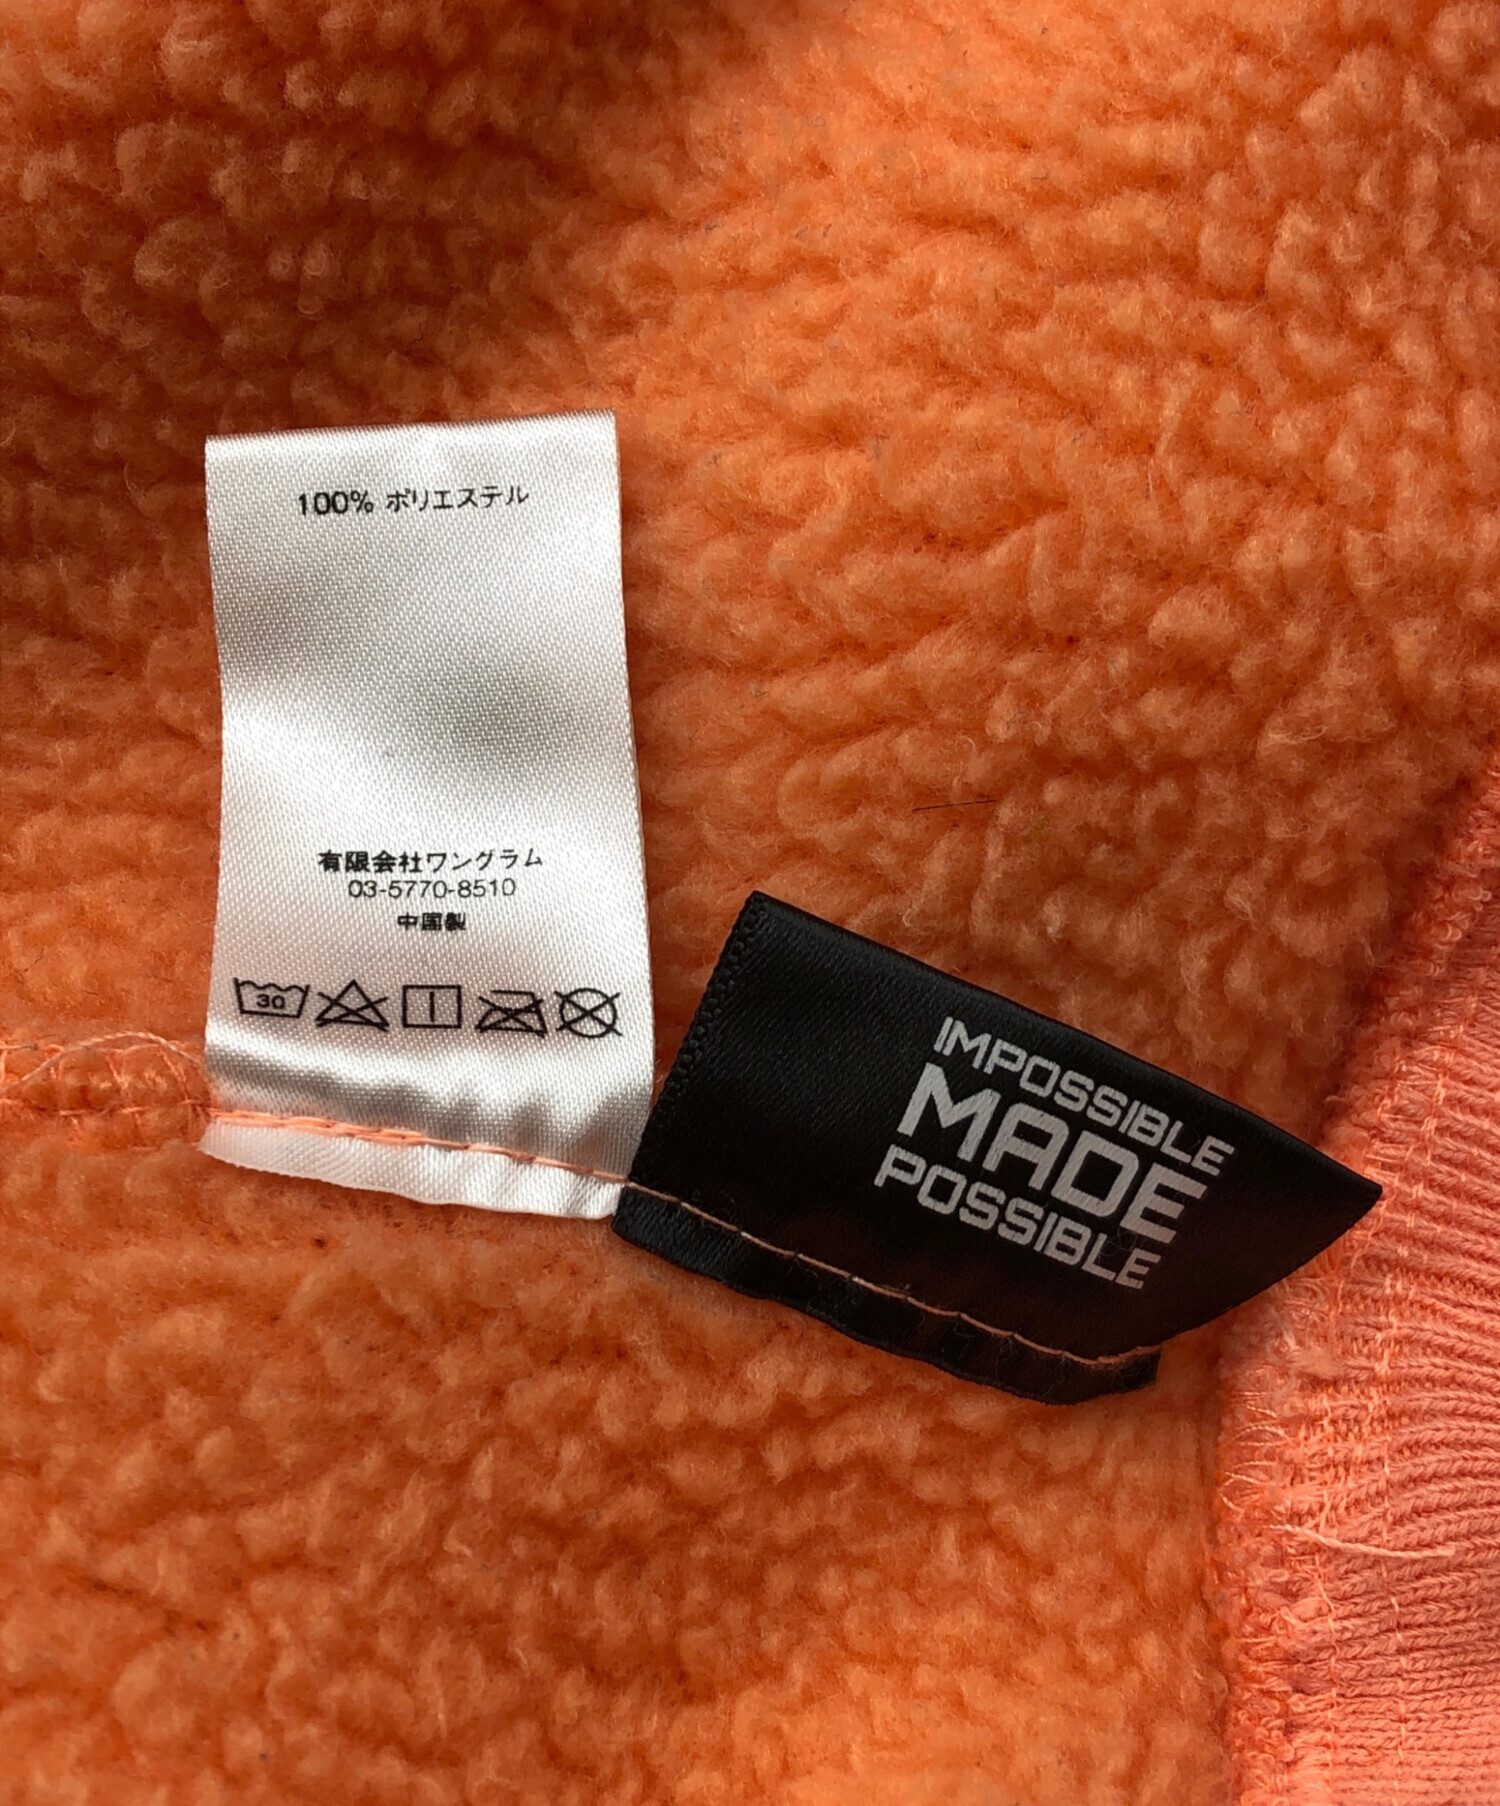 100% ポリエステル
有限会社ワングラム
03-5770-8510
中国製
30
IMPOSSIBLE
MADE
POSSIBLE